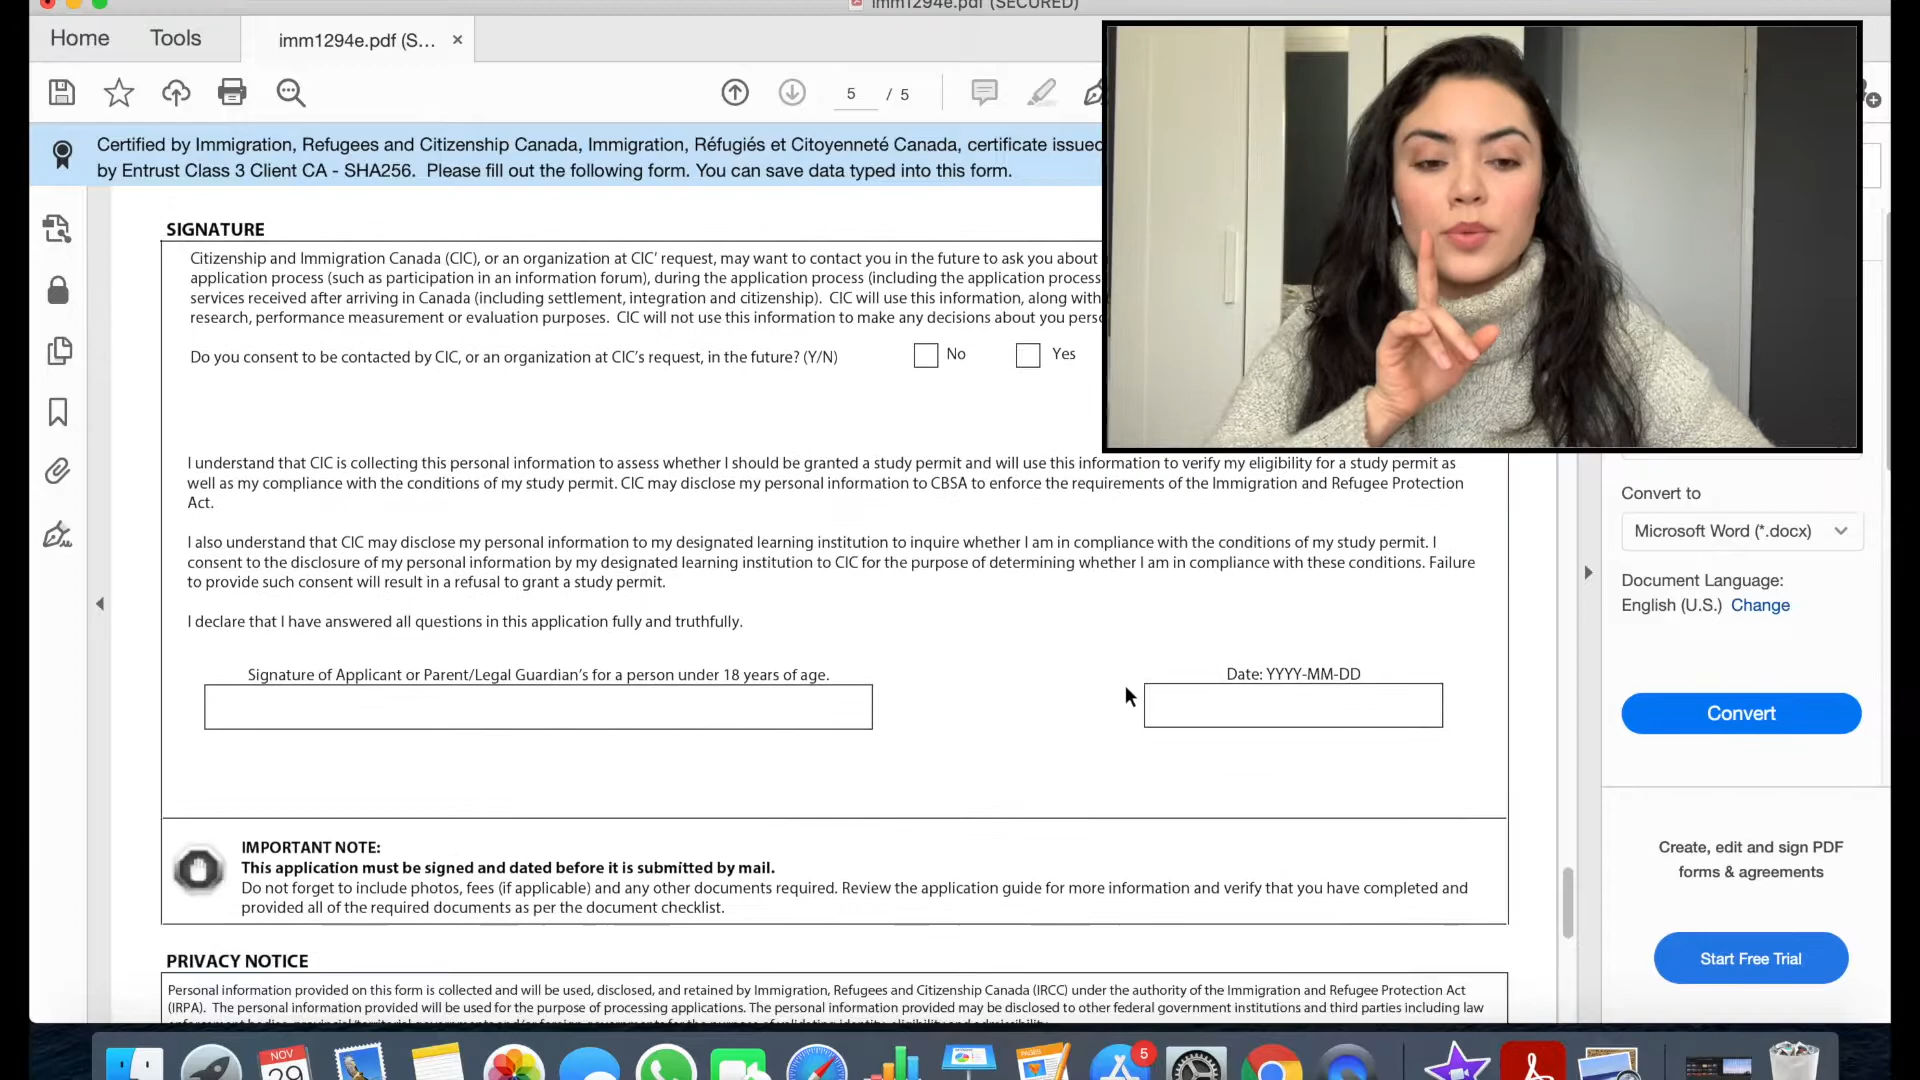 imm1294e.pdf (SECURED)
Home
Tools
imm1294e.pdf (S...
5 / 5
Certified by Immigration, Refugees and Citizenship Canada, Immigration, Réfugiés et Citoyenneté Canada, certificate issued
by Entrust Class 3 Client CA - SHA256. Please fill out the following form. You can save data typed into this form.
SIGNATURE
Citizenship and Immigration Canada (CIC), or an organization at CIC' request, may want to contact you in the future to ask you about
application process (such as participation in an information forum), during the application process (including the application process
services received after arriving in Canada (including settlement, integration and citizenship). CIC will use this information, along with
research, performance measurement or evaluation purposes. CIC will not use this information to make any decisions about you
Do you consent to be contacted by CIC, or an organization at CIC's request, in the future? (Y/N)
No
Yes
I understand that CIC is collecting this personal information to assess whether I should be granted a study permit and will use this information to verify my eligibility for a study permit as
well as my compliance with the conditions of my study permit. CIC may disclose my personal information to CBSA to enforce the requirements of the Immigration and Refugee Protection
Act.
I also understand that CIC may disclose my personal information to my designated learning institution to inquire whether I am in compliance with the conditions of my study permit. I
consent to the disclosure of my personal information by my designated learning institution to CIC for the purpose of determining whether I am in compliance with these conditions. Failure
to provide such consent will result in a refusal to grant a study permit.
I declare that I have answered all questions in this application fully and truthfully.
Signature of Applicant or Parent/Legal Guardian's for a person under 18 years of age.
Date: YYYY-MM-DD
IMPORTANT NOTE:
This application must be signed and dated before it is submitted by mail.
Do not forget to include photos, fees (if applicable) and any other documents required. Review the application guide for more information and verify that you have completed and
provided all of the required documents as per the document checklist.
PRIVACY NOTICE
Personal information provided on this form is collected and will be used, disclosed, and retained by Immigration, Refugees and Citizenship Canada (IRCC) under the authority of the Immigration and Refugee Protection Act
(IRPA). The personal information provided will be used for the purpose of processing applications. The personal information provided may be disclosed to other federal government institutions and third parties including law
Convert to
Microsoft Word (*.docx)
Document Language:
English (U.S.) Change
Convert
Create, edit and sign PDF
forms & agreements
Start Free Trial
NOV
29
PAGES
5